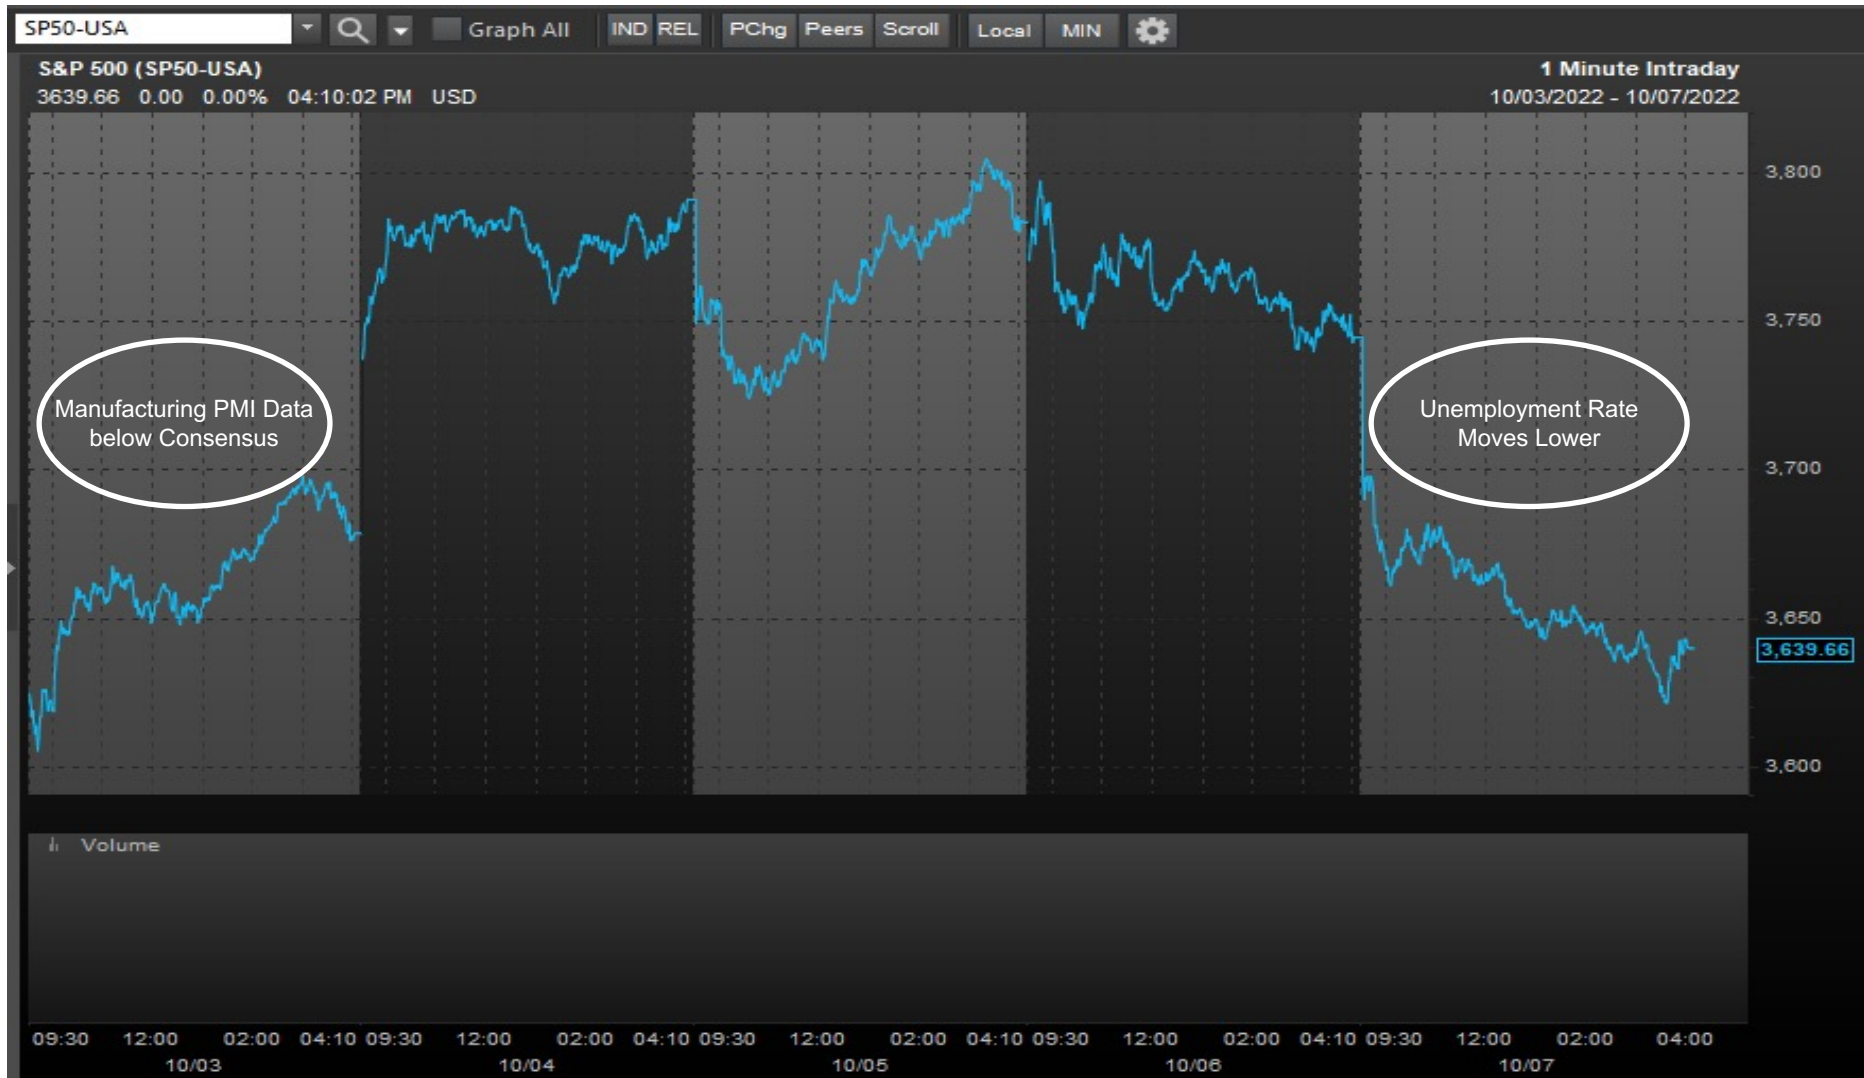 SP50-USA Graph All IND REL PChg Peers Scroll Local MIN
S&P 500 (SP50-USA) 1 Minute Intraday
3639.66 0.00 0.00% 04:10:02 PM USD 10/03/2022 - 10/07/2022
3,800
3,750
Manufacturing PMI Data
below Consensus
Unemployment Rate
Moves Lower
3,700
3,650
3,639.66
3,600
Volume
09:30 12:00 02:00 04:10 09:30 12:00 02:00 04:10 09:30 12:00 02:00 04:10 09:30 12:00 02:00 04:10 09:30 12:00 02:00 04:00
10/03 10/04 10/05 10/06 10/07